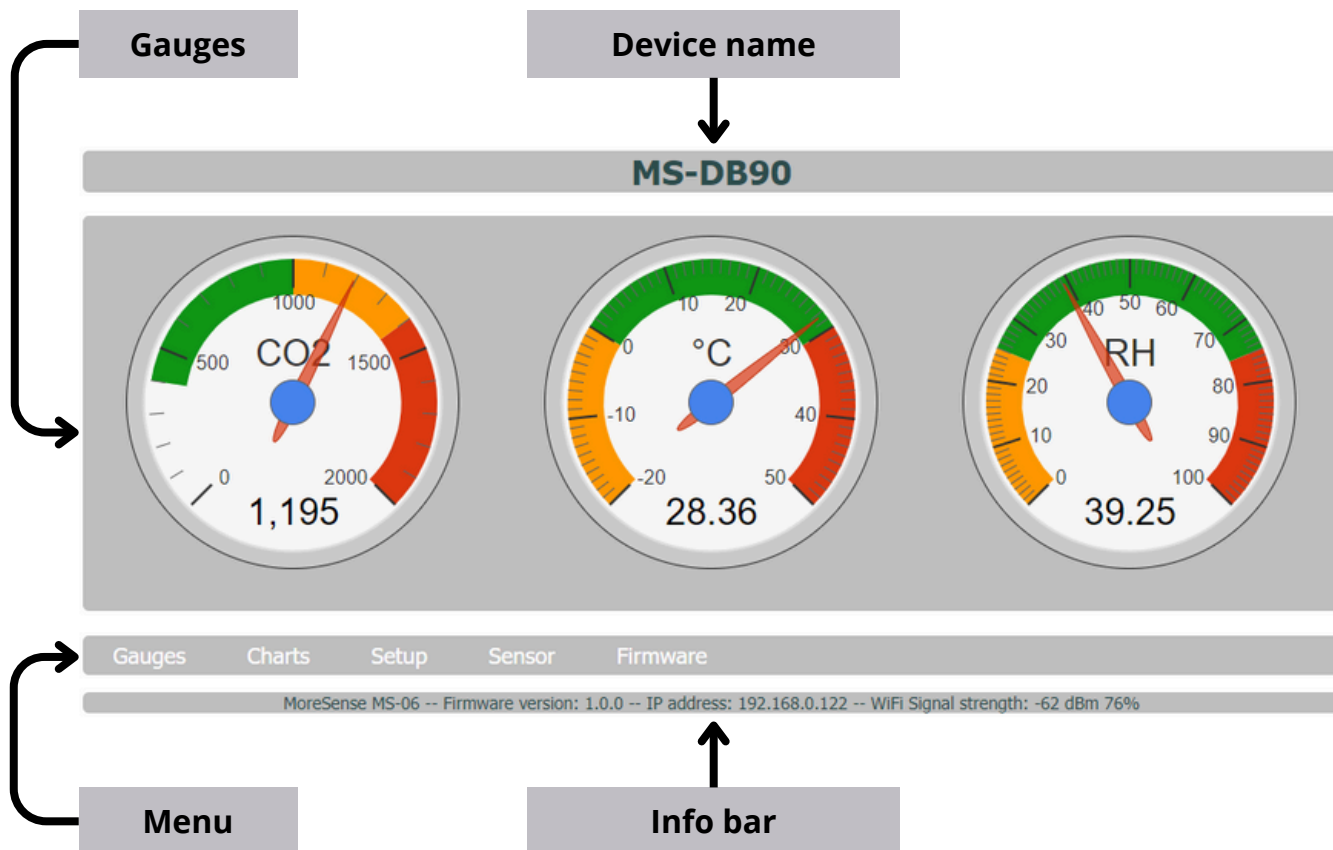 Gauges
Device name
MS-DB90
1000
500
CO2
1500
0
2000
1,195
10
20
0
°C
30
-10
40
-20
50
28.36
40
50
60
30
RH
70
20
80
10
90
0
100
39.25
Gauges Charts Setup Sensor Firmware
MoreSense MS-06 -- Firmware version: 1.0.0 -- IP address: 192.168.0.122 -- WiFi Signal strength: -62 dBm 76%
Menu
Info bar